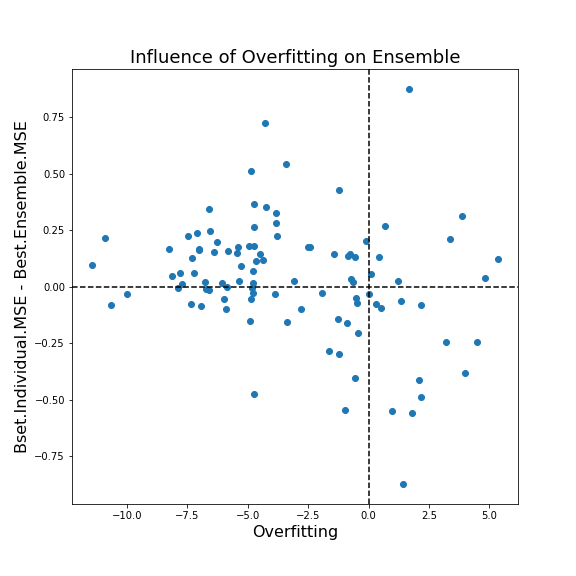 Influence of Overfitting on Ensemble
Bset.Individual.MSE - Best.Ensemble.MSE
0.75
0.50
0.25
0.00
−0.25
−0.50
−0.75
−10.0 −7.5 −5.0 −2.5 0.0 2.5 5.0
Overfitting